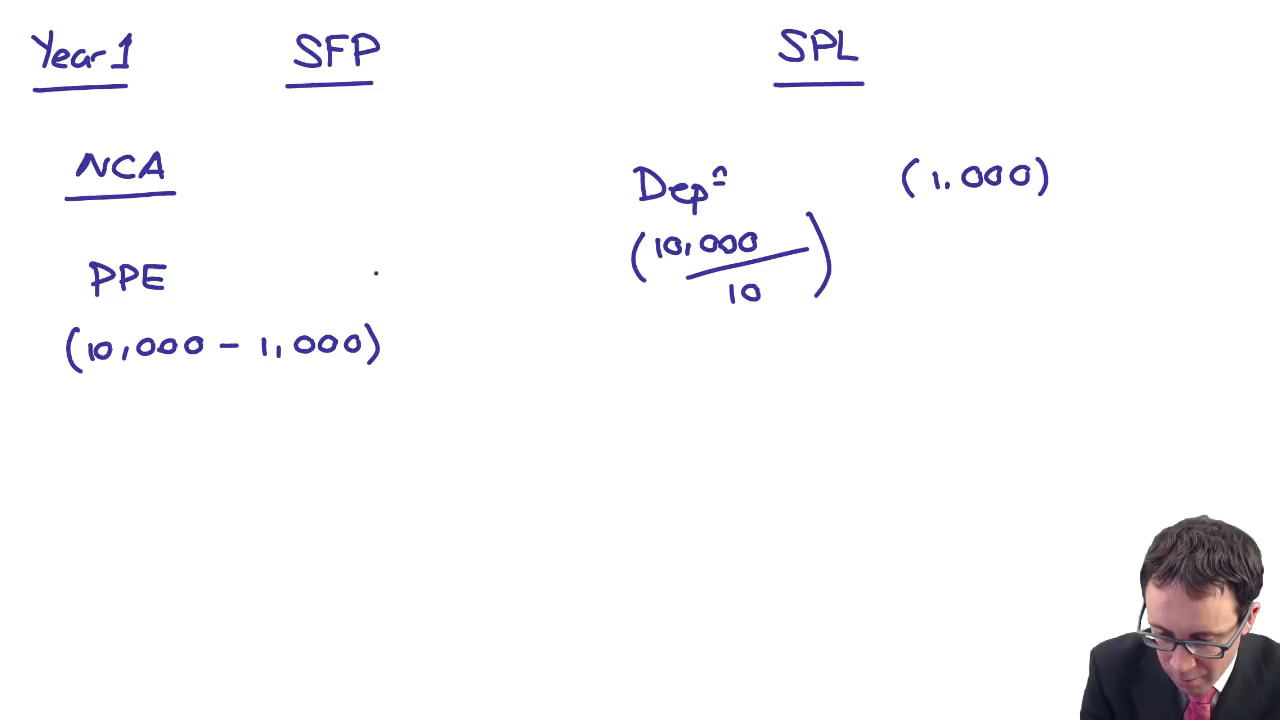 Year 1 SFP SPL
NCA
Depⁿ (1,000)
(10,000
10)
PPE
(10,000 - 1,000)